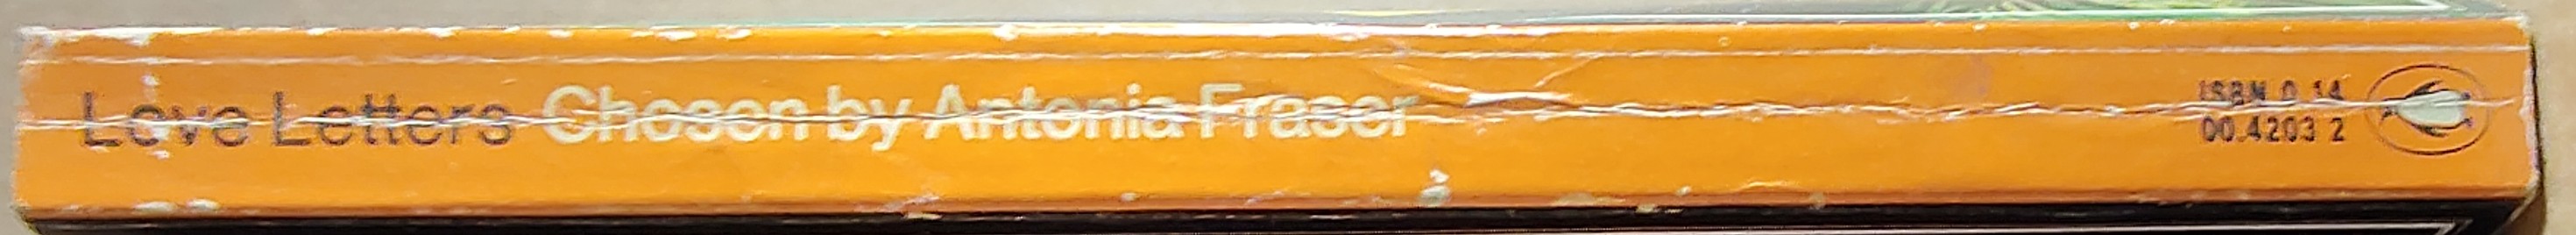 Love Letters Chosen by Antonia Fraser
ISBN 0 14
00.4203 2